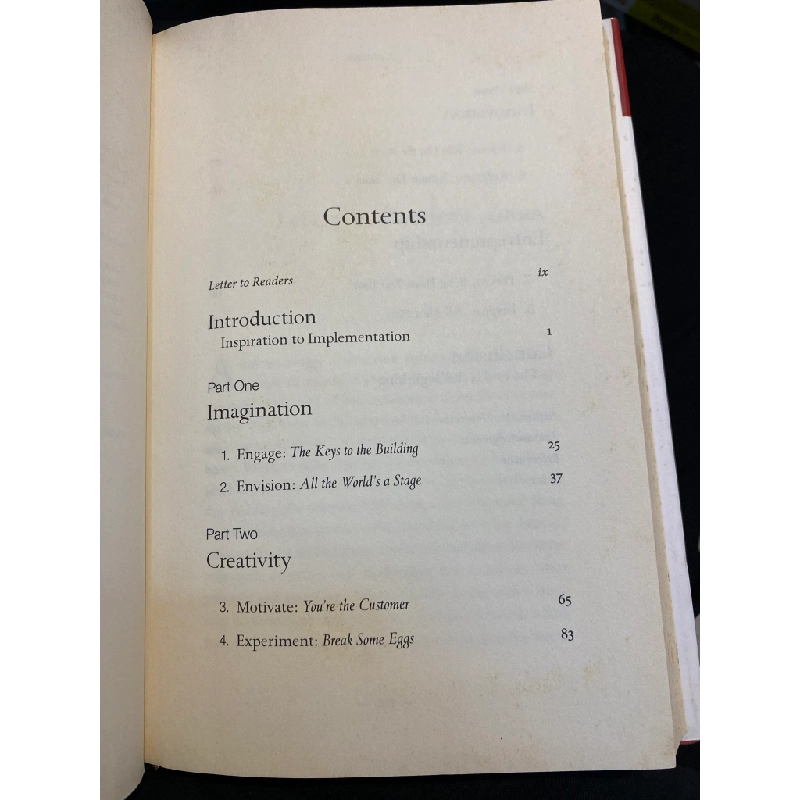 Contents
Letter to Readers ix
Introduction
Inspiration to Implementation 1
Part One
Imagination
1. Engage: The Keys to the Building 25
2. Envision: All the World's a Stage 37
Part Two
Creativity
3. Motivate: You're the Customer 65
4. Experiment: Break Some Eggs 83